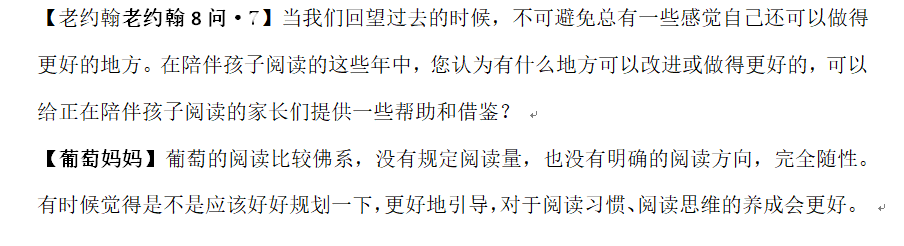 【老约翰老约翰 8 问·7】当我们回望过去的时候，不可避免总有一些感觉自己还可以做得
更好的地方。在陪伴孩子阅读的这些年中，您认为有什么地方可以改进或做得更好的，可以
给正在陪伴孩子阅读的家长们提供一些帮助和借鉴？
【葡萄妈妈】葡萄的阅读比较佛系，没有规定阅读量，也没有明确的阅读方向，完全随性。
有时候觉得是不是应该好好规划一下，更好地引导，对于阅读习惯、阅读思维的养成会更好。